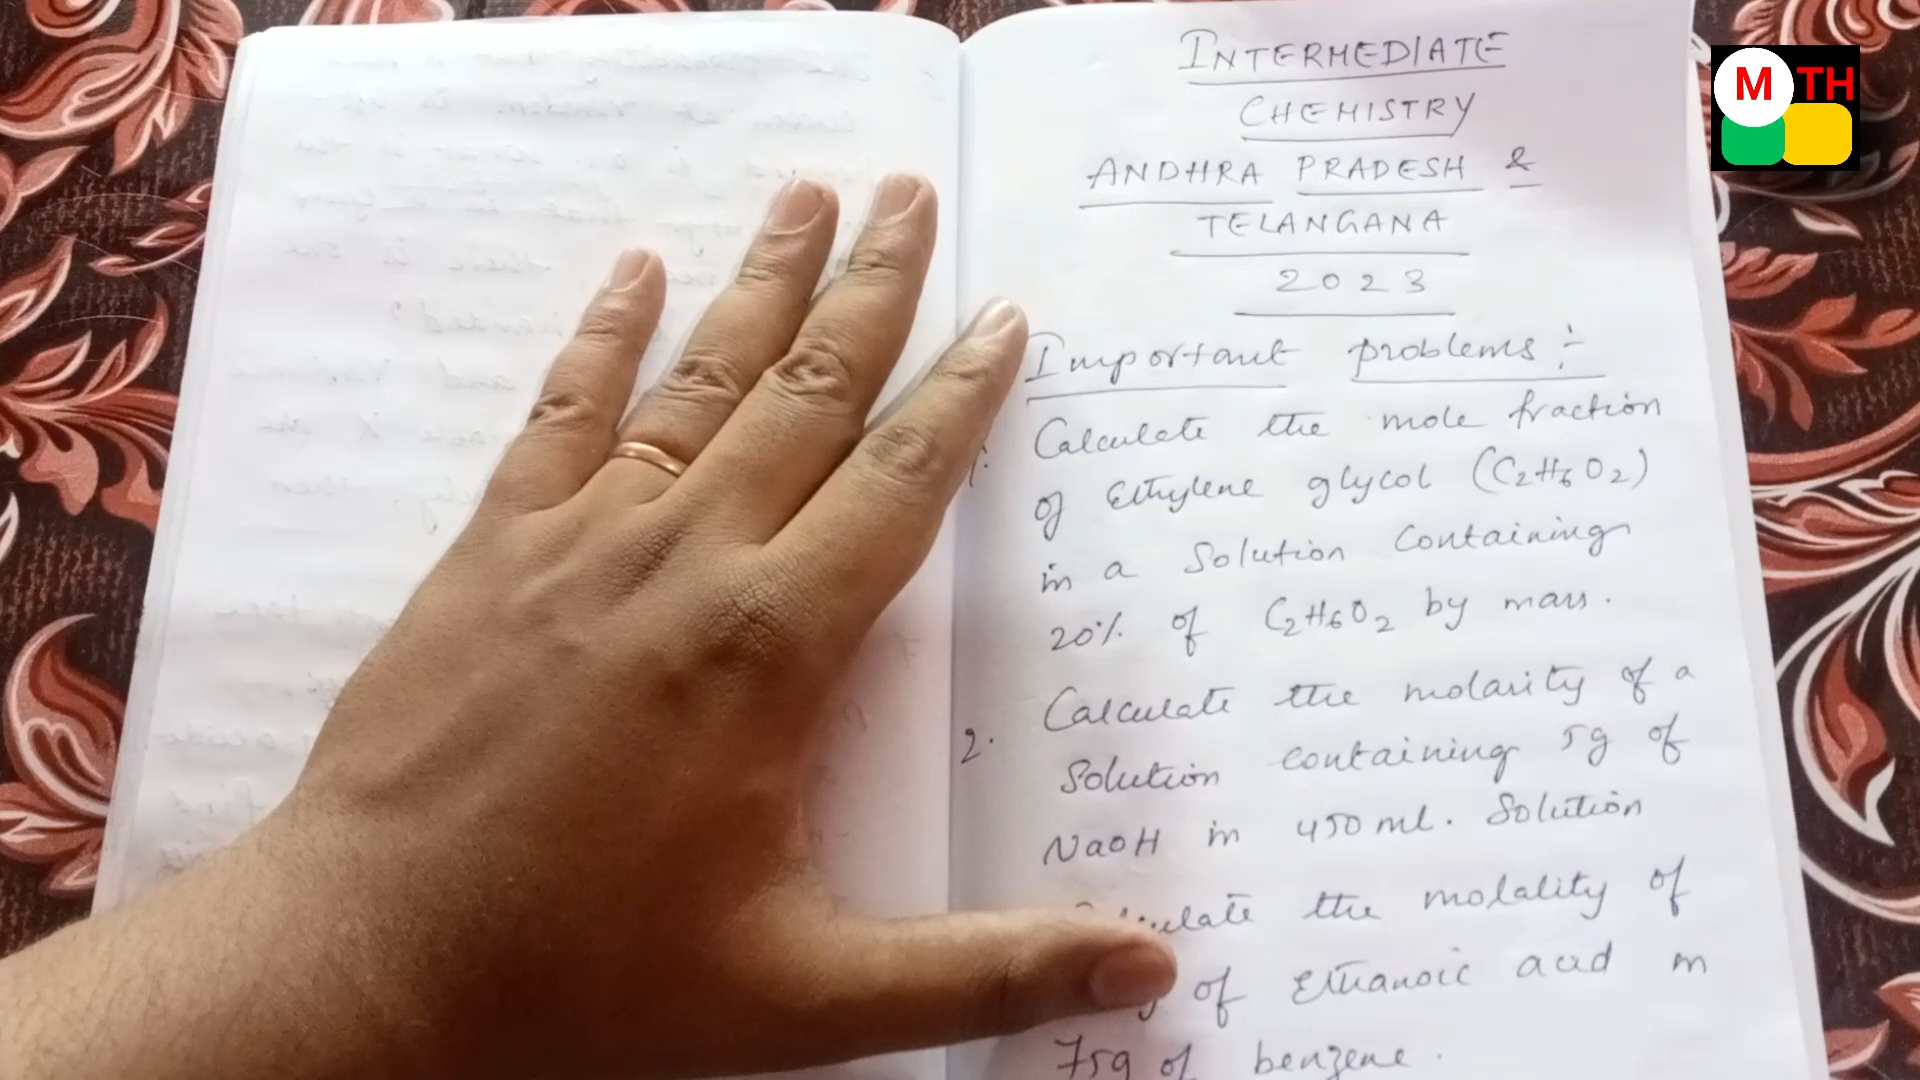 INTERMEDIATE
CHEMISTRY
ANDHRA PRADESH &
TELANGANA
2023
Important problems :-
1. Calculate the mole fraction
of Ethylene glycol (C2H6O2)
in a Solution Containing
20% of C2H6O2 by mass.
2. Calculate the molarity of a
Solution containing 5g of
NaOH in 450 ml. Solution
the molality of
of Ethanoic acid in
75g of benzene.
M TH